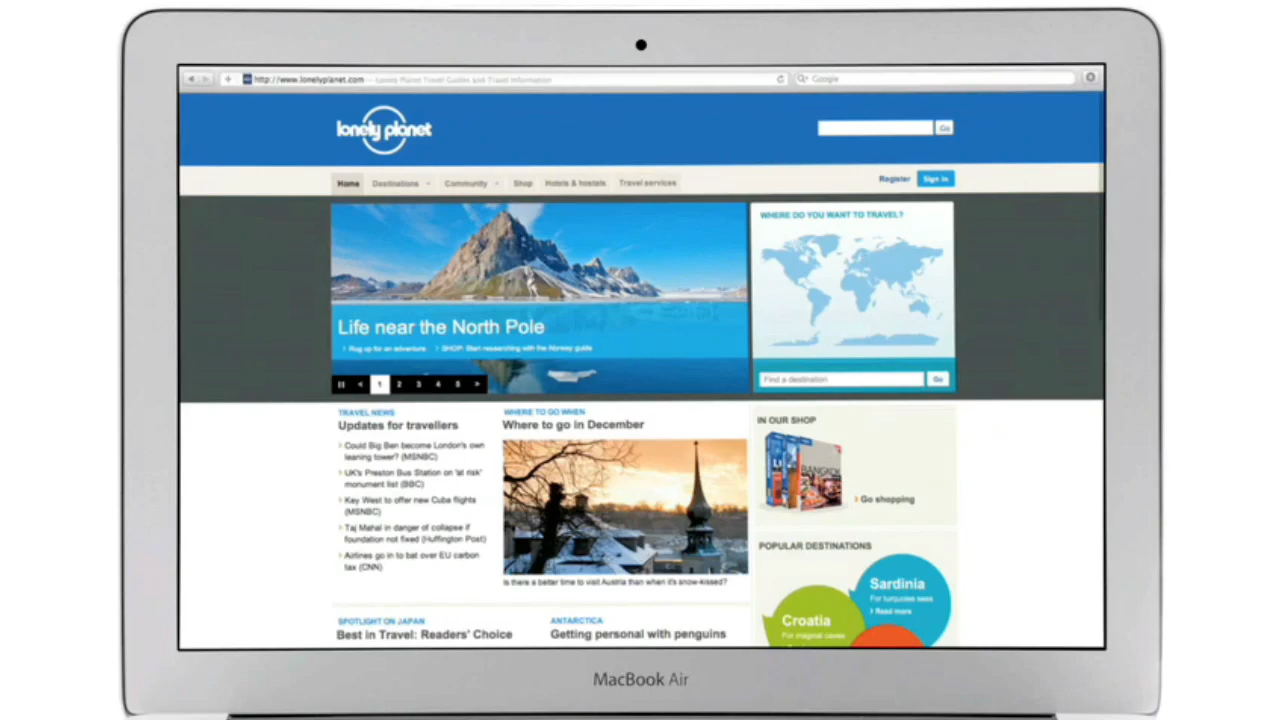 http://www.lonelyplanet.com — Lonely Planet Travel Guides and Travel Information
Google
lonely planet
Go
Home
Destinations
Community
Shop
Hotels & hostels
Travel services
Register
Sign In
WHERE DO YOU WANT TO TRAVEL?
Life near the North Pole
Rug up for an adventure
SHOP: Start researching with the Norway guide
1 2 3 4 5
Find a destination
Go
TRAVEL NEWS
Updates for travellers
Could Big Ben become London's own
leaning tower? (MSNBC)
UK's Preston Bus Station on 'at risk'
monument list (BBC)
Key West to offer new Cuba flights
(MSNBC)
Taj Mahal in danger of collapse if
foundation not fixed (Huffington Post)
Airlines go in to bat over EU carbon
tax (CNN)
WHERE TO GO WHEN
Where to go in December
Is there a better time to visit Austria than when it's snow-kissed?
IN OUR SHOP
BANGKOK
Go shopping
POPULAR DESTINATIONS
Sardinia
For turquoise seas
Read more
Croatia
For magical caves
SPOTLIGHT ON JAPAN
Best in Travel: Readers' Choice
ANTARCTICA
Getting personal with penguins
MacBook Air